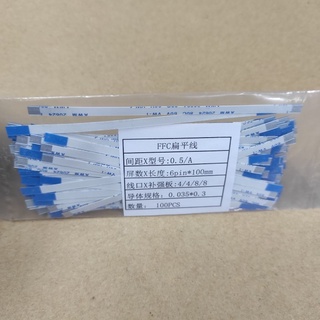 FFC扁平线
间距X型号:0.5/A
屏数X长度:6pin*100mm
线口X补强板:4/4/8/8
导体规格:0.035*0.3
数量: 100PCS